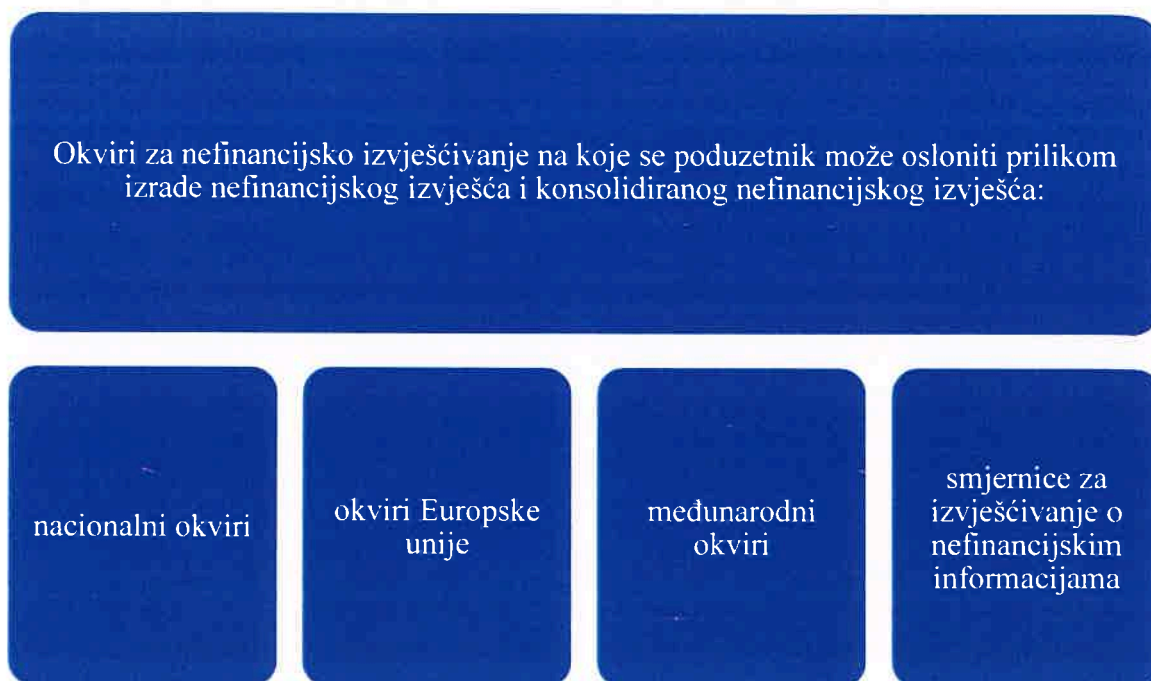 Okviri za nefinancijsko izvješćivanje na koje se poduzetnik može osloniti prilikom
izrade nefinancijskog izvješća i konsolidiranog nefinancijskog izvješća:
nacionalni okviri
okviri Europske
unije
međunarodni
okviri
smjernice za
izvješćivanje o
nefinancijskim
informacijama